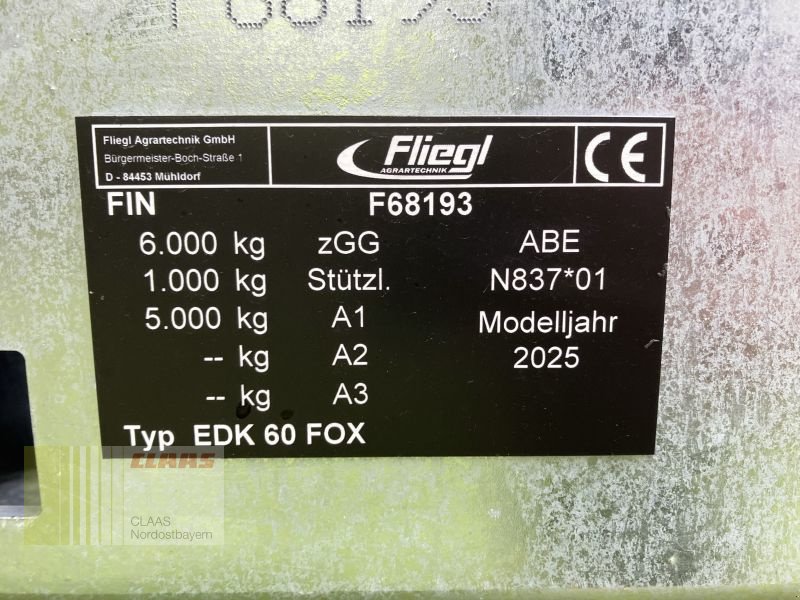 F68193
Fliegl Agrartechnik GmbH
Bürgermeister-Boch-Straße 1
D - 84453 Mühldorf
Fliegl
AGRARTECHNIK
CE
FIN F68193
6.000 kg zGG ABE
1.000 kg Stützl. N837*01
5.000 kg A1 Modelljahr
-- kg A2 2025
-- kg A3
Typ EDK 60 FOX
CLAAS
CLAAS
Nordostbayern